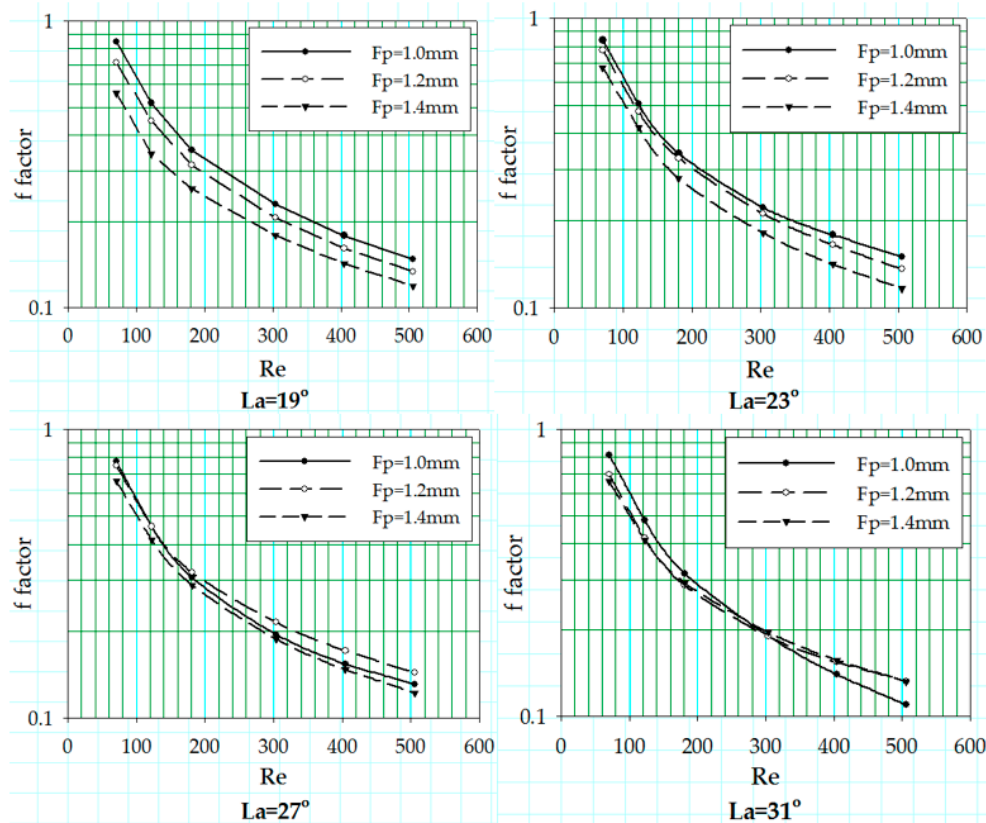 1
Fp=1.0mm
Fp=1.2mm
Fp=1.4mm
f factor
0.1
0 100 200 300 400 500 600
Re
La=19°
1
Fp=1.0mm
Fp=1.2mm
Fp=1.4mm
f factor
0.1
0 100 200 300 400 500 600
Re
La=23°
1
Fp=1.0mm
Fp=1.2mm
Fp=1.4mm
f factor
0.1
0 100 200 300 400 500 600
Re
La=27°
1
Fp=1.0mm
Fp=1.2mm
Fp=1.4mm
f factor
0.1
0 100 200 300 400 500 600
Re
La=31°